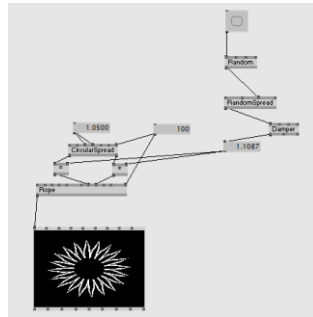 Random
RandomSpread
1.0500
100
Damper
CircularSpread
1.1087
*
*
Rope